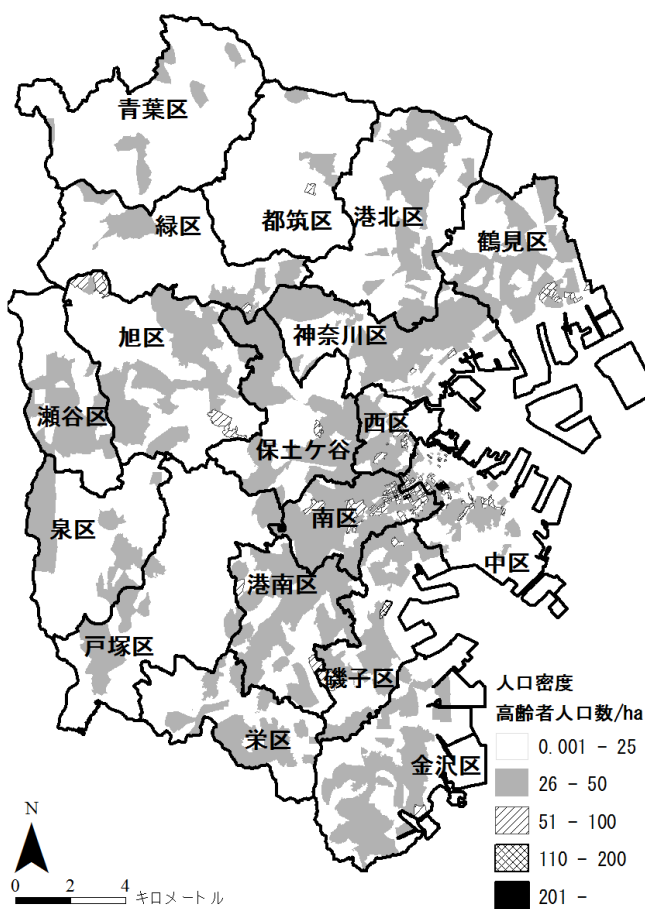 青葉区
都筑区
港北区
緑区
鶴見区
旭区
神奈川区
瀬谷区
西区
保土ケ谷
泉区
南区
中区
港南区
戸塚区
磯子区
栄区
金沢区
人口密度
高齢者人口数/ha
0.001 - 25
26 - 50
51 - 100
110 - 200
201 -
N
0 2 4 キロメートル